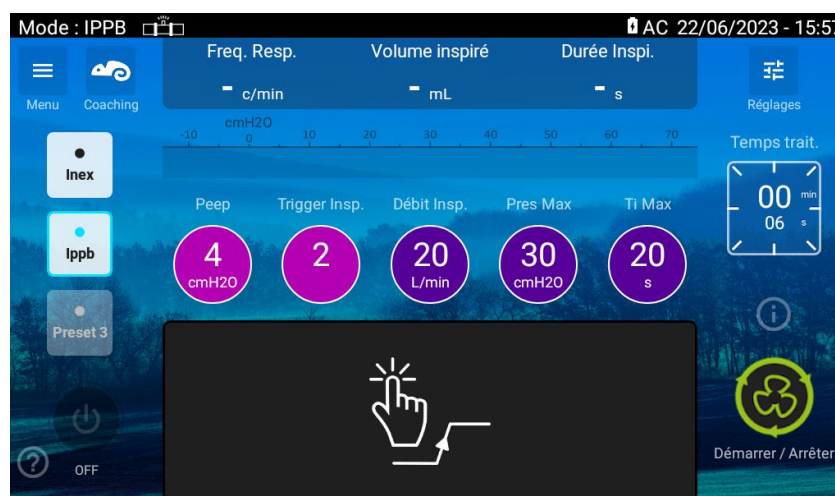 Mode : IPPB
AC 22/06/2023 - 15:57
Menu
Coaching
Freq. Resp.
- c/min
Volume inspiré
- mL
Durée Inspi.
- s
Réglages
cmH2O
-10 0 10 20 30 40 50 60 70
Temps trait.
00 min
06 s
Inex
Ippb
Preset 3
Peep
4
cmH2O
Trigger Insp.
2
Débit Insp.
20
L/min
Pres Max
30
cmH2O
Ti Max
20
s
i
Démarrer / Arrêter
?
OFF